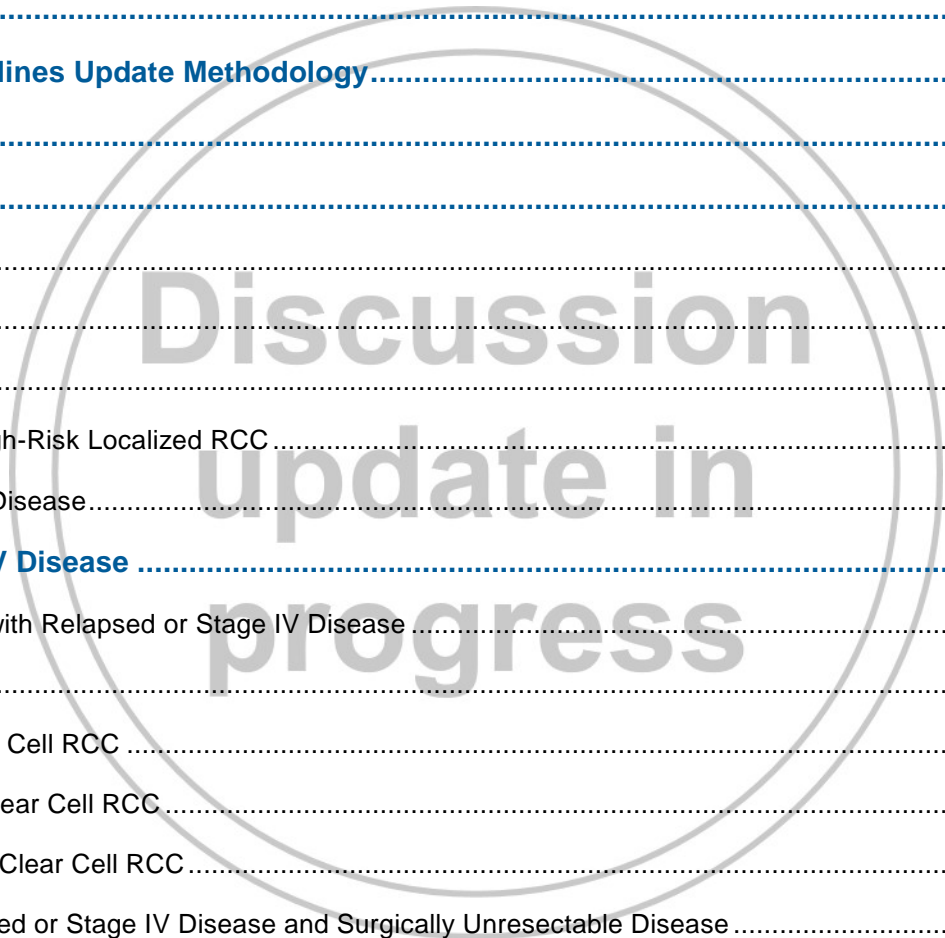 lines Update Methodology
Discussion
gh-Risk Localized RCC
update in
Disease
V Disease
progress
with Relapsed or Stage IV Disease
Cell RCC
lear Cell RCC
Clear Cell RCC
ed or Stage IV Disease and Surgically Unresectable Disease